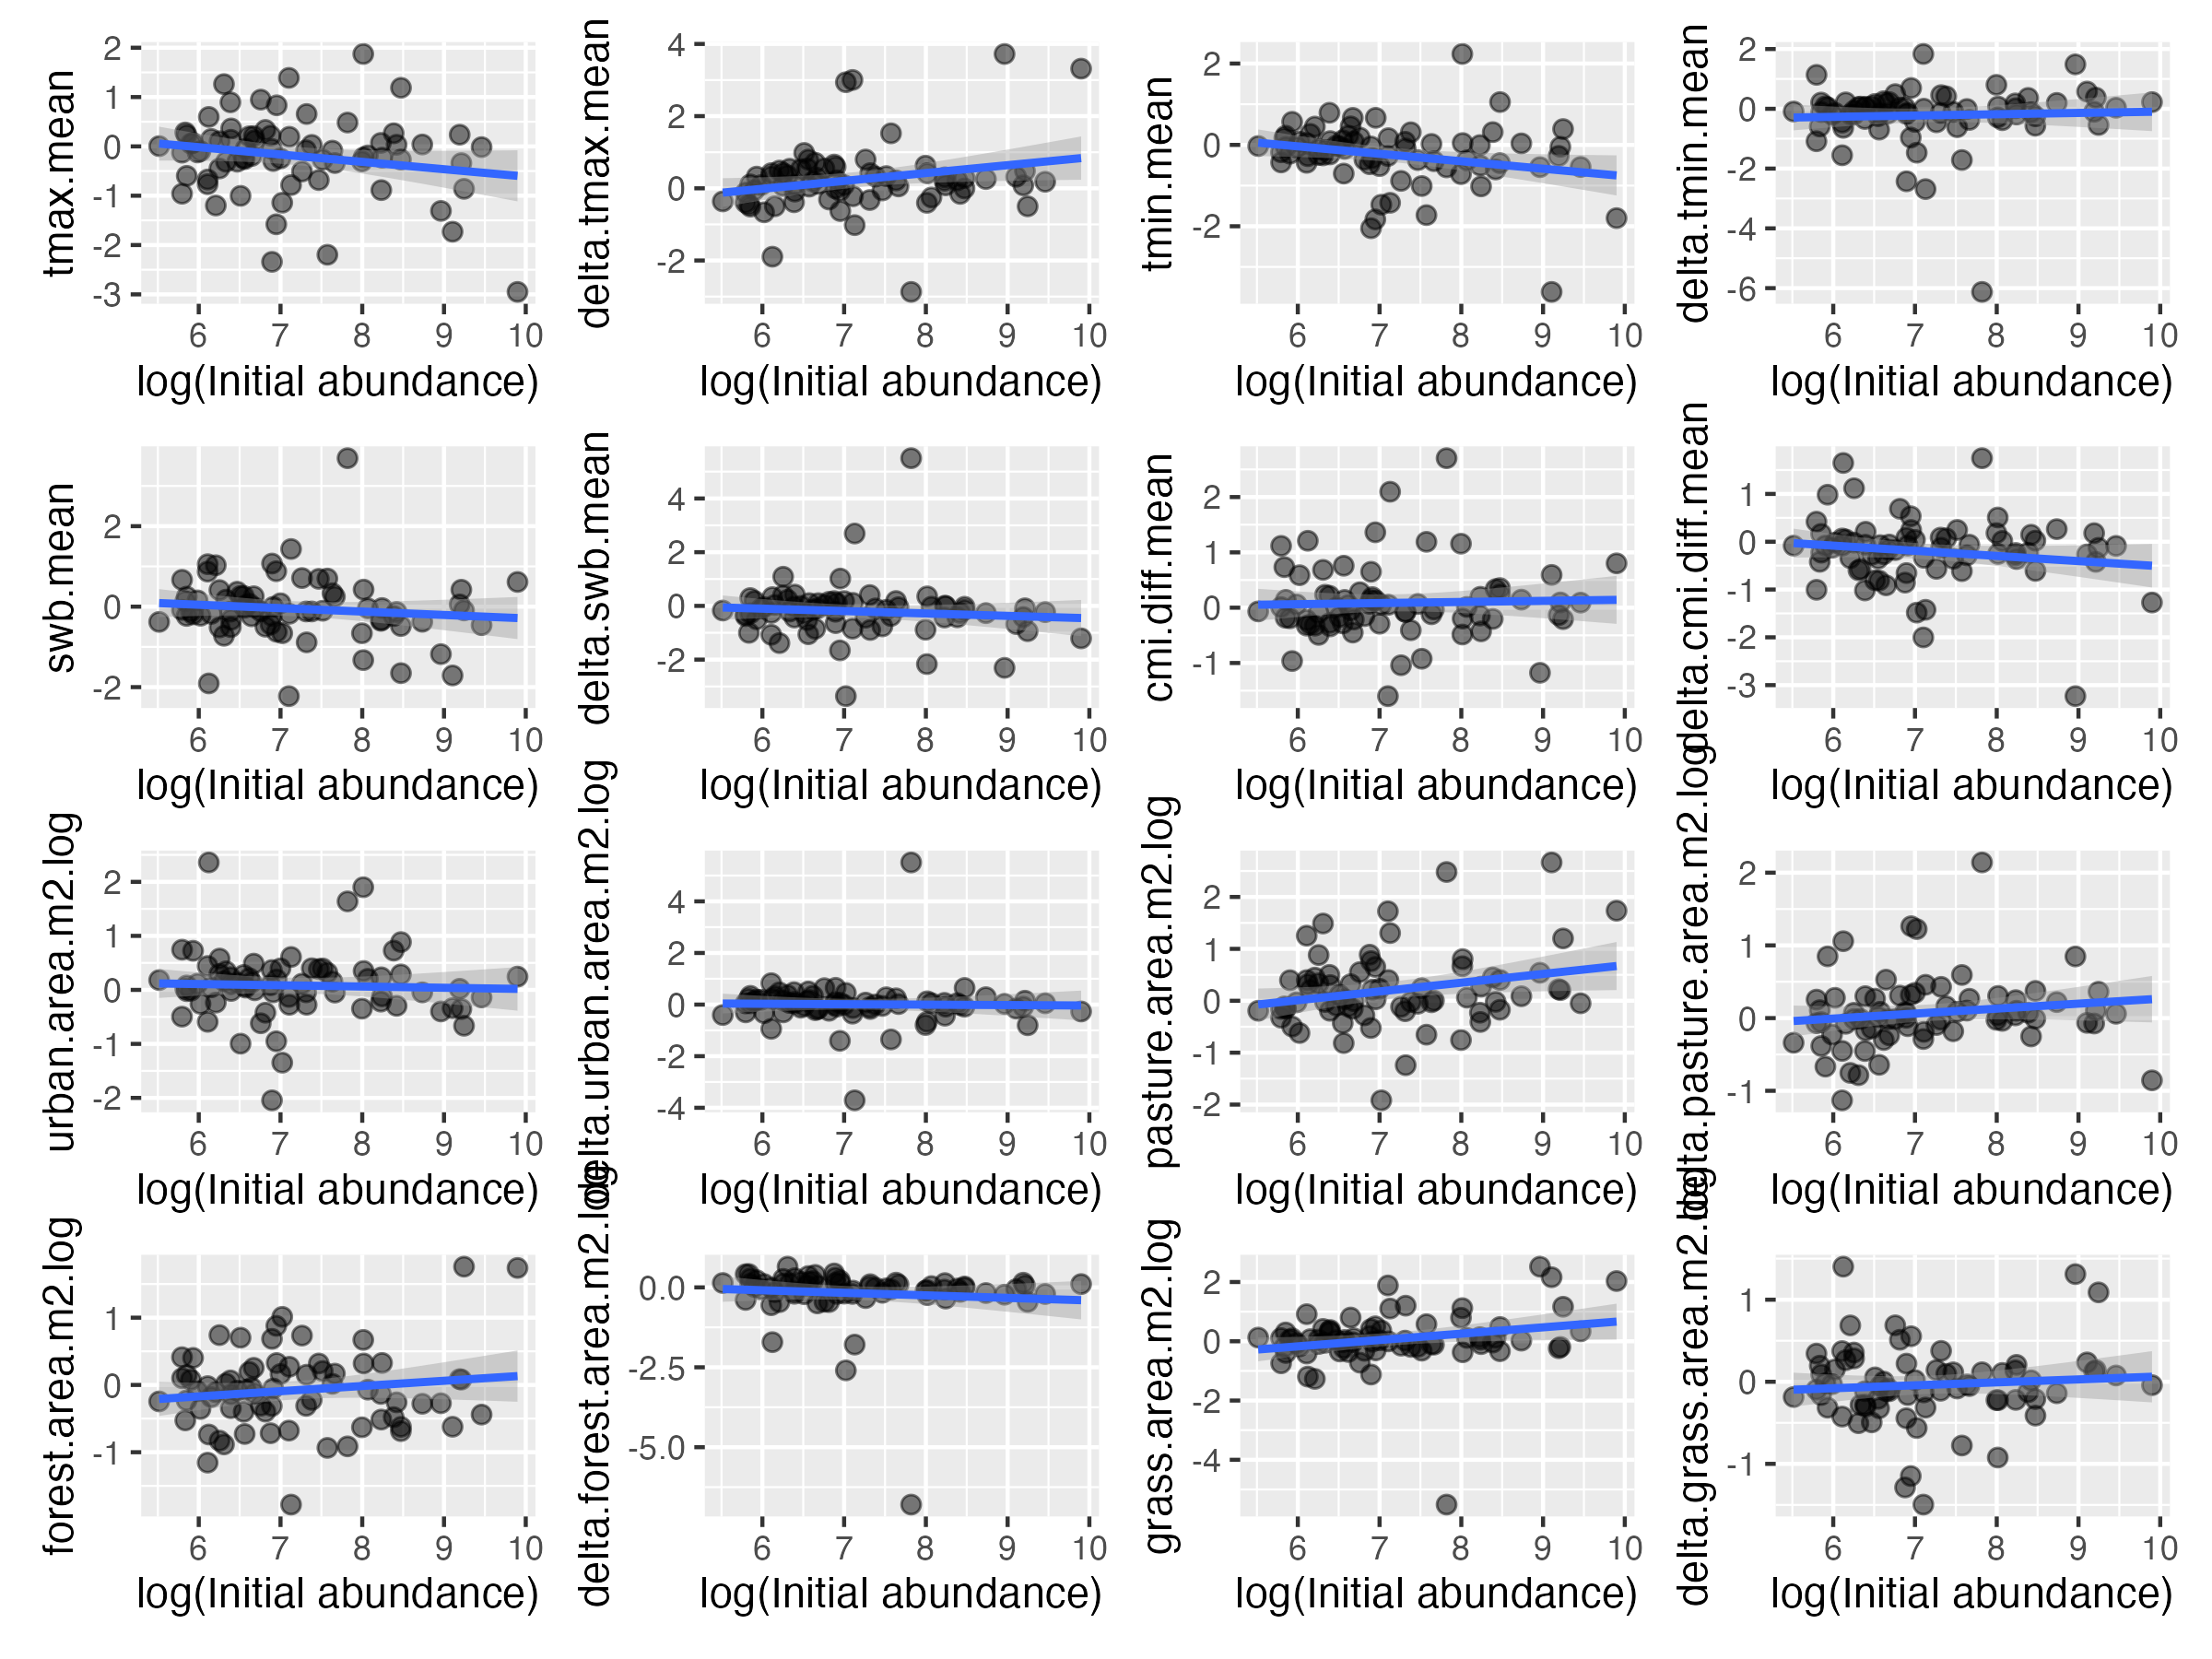 tmax.mean
2
1
0
-1
-2
-3
6 7 8 9 10
log(Initial abundance)
delta.tmax.mean
4
2
0
-2
6 7 8 9 10
log(Initial abundance)
tmin.mean
2
0
-2
6 7 8 9 10
log(Initial abundance)
delta.tmin.mean
2
0
-2
-4
-6
6 7 8 9 10
log(Initial abundance)
swb.mean
2
0
-2
6 7 8 9 10
log(Initial abundance)
delta.swb.mean
4
2
0
-2
6 7 8 9 10
log(Initial abundance)
cmi.diff.mean
2
1
0
-1
6 7 8 9 10
log(Initial abundance)
delta.cmi.diff.mean
1
0
-1
-2
-3
6 7 8 9 10
log(Initial abundance)
urban.area.m2.log
2
1
0
-1
-2
6 7 8 9 10
log(Initial abundance)
delta.urban.area.m2.log
4
2
0
-2
-4
6 7 8 9 10
log(Initial abundance)
pasture.area.m2.log
2
1
0
-1
-2
6 7 8 9 10
log(Initial abundance)
delta.pasture.area.m2.log
2
1
0
-1
6 7 8 9 10
log(Initial abundance)
forest.area.m2.log
1
0
-1
6 7 8 9 10
log(Initial abundance)
delta.forest.area.m2.log
0.0
-2.5
-5.0
6 7 8 9 10
log(Initial abundance)
grass.area.m2.log
2
0
-2
-4
6 7 8 9 10
log(Initial abundance)
delta.grass.area.m2.log
1
0
-1
6 7 8 9 10
log(Initial abundance)